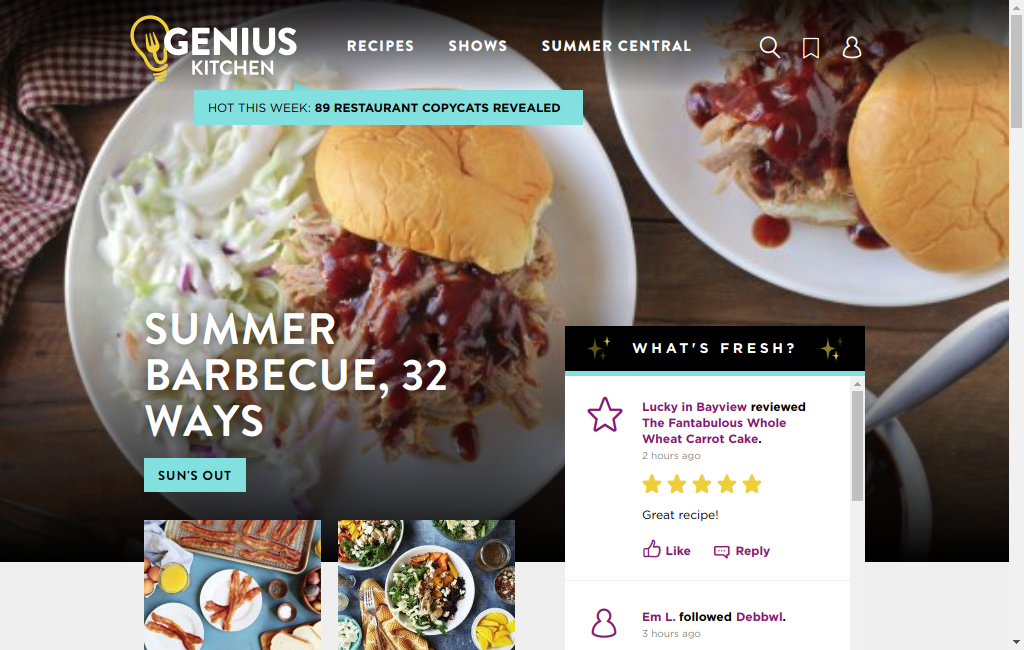 GENIUS
KITCHEN
RECIPES SHOWS SUMMER CENTRAL
HOT THIS WEEK: 89 RESTAURANT COPYCATS REVEALED
SUMMER
BARBECUE, 32
WAYS
SUN'S OUT
WHAT'S FRESH?
Lucky in Bayview reviewed
The Fantabulous Whole
Wheat Carrot Cake.
2 hours ago
Great recipe!
Like Reply
Em L. followed Debbwl.
3 hours ago